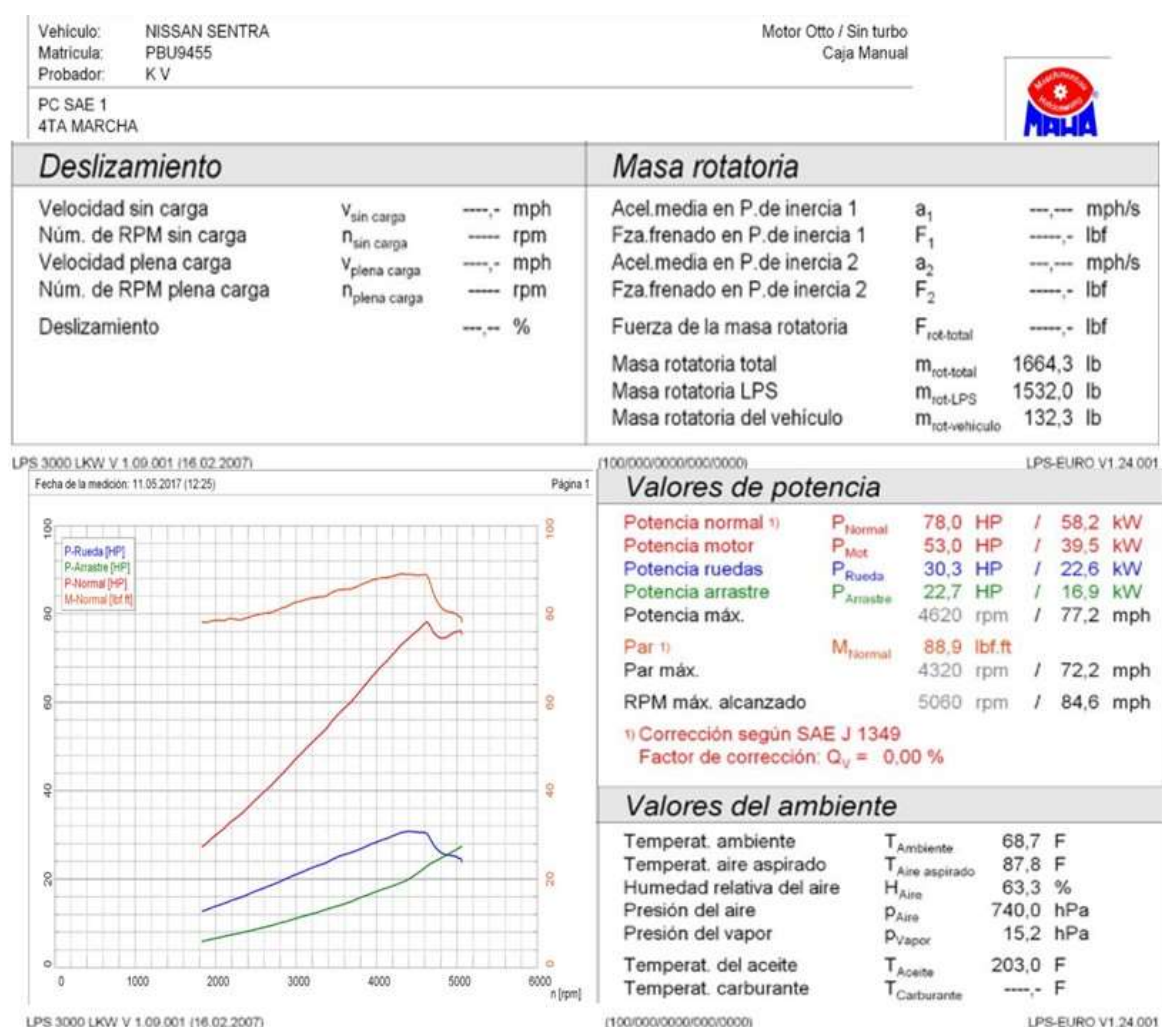 Vehículo: NISSAN SENTRA Motor Otto / Sin turbo
Matricula: PBU9455 Caja Manual
Probador: K V
PC SAE 1
4TA MARCHA
MAHA
Deslizamiento
Velocidad sin carga v sin carga ----,- mph
Núm. de RPM sin carga n sin carga ----- rpm
Velocidad plena carga v plena carga ----,- mph
Núm. de RPM plena carga n plena carga ----- rpm
Deslizamiento ---,-- %
Masa rotatoria
Acel.media en P.de inercia 1 a1 ---,--- mph/s
Fza.frenado en P.de inercia 1 F1 -----,- lbf
Acel.media en P.de inercia 2 a2 ---,--- mph/s
Fza.frenado en P.de inercia 2 F2 -----,- lbf
Fuerza de la masa rotatoria F rot-total -----,- lbf
Masa rotatoria total m rot-total 1664,3 lb
Masa rotatoria LPS m rot-LPS 1532,0 lb
Masa rotatoria del vehículo m rot-vehiculo 132,3 lb
LPS 3000 LKW V 1.09.001 (16.02.2007) (100/000/0000/000/0000) LPS-EURO V1.24.001
Fecha de la medición: 11.05.2017 (12:25) Página 1
P-Rueda [HP]
P-Arrastre [HP]
P-Normal [HP]
M-Normal [lbf ft]
100 100
80 80
60 60
40 40
20 20
0 0
0 1000 2000 3000 4000 5000 6000
n [rpm]
Valores de potencia
Potencia normal 1) P Normal 78,0 HP / 58,2 kW
Potencia motor P Mot 53,0 HP / 39,5 kW
Potencia ruedas P Rueda 30,3 HP / 22,6 kW
Potencia arrastre P Arrastre 22,7 HP / 16,9 kW
Potencia máx. 4620 rpm / 77,2 mph
Par 1) M Normal 88,9 lbf.ft
Par máx. 4320 rpm / 72,2 mph
RPM máx. alcanzado 5060 rpm / 84,6 mph
1) Corrección según SAE J 1349
Factor de corrección: Qv = 0,00 %
Valores del ambiente
Temperat. ambiente T Ambiente 68,7 F
Temperat. aire aspirado T Aire aspirado 87,8 F
Humedad relativa del aire H Aire 63,3 %
Presión del aire p Aire 740,0 hPa
Presión del vapor p Vapor 15,2 hPa
Temperat. del aceite T Aceite 203,0 F
Temperat. carburante T Carburante ----,- F
LPS 3000 LKW V 1.09.001 (16.02.2007) (100/000/0000/000/0000) LPS-EURO V1.24.001